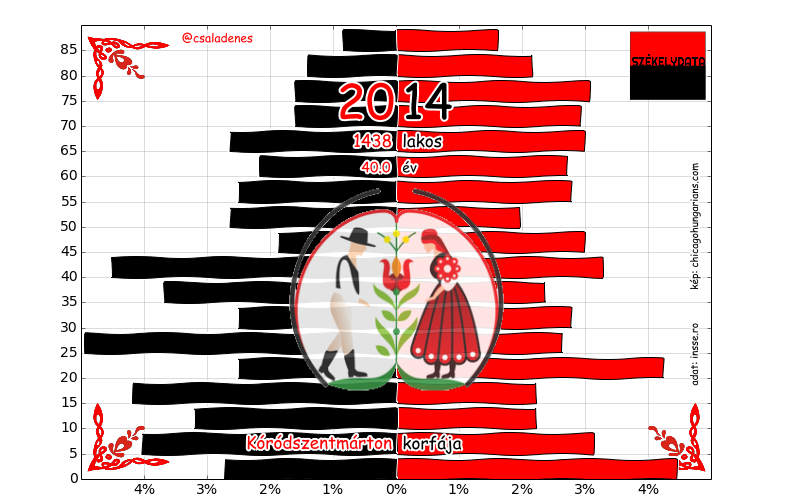 @csaladenes
SZÉKELYDATA
2014
1438 lakos
40.0 év
kép: chicagohungarians.com
adat: insse.ro
Kóródszentmárton korfája
85
80
75
70
65
60
55
50
45
40
35
30
25
20
15
10
5
0
4% 3% 2% 1% 0% 1% 2% 3% 4%